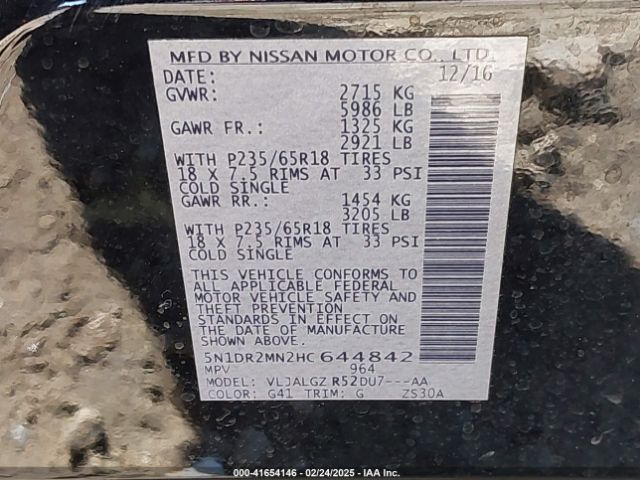 MFD BY NISSAN MOTOR CO., LTD.
DATE: 12/16
GVWR: 2715 KG
5986 LB
GAWR FR.: 1325 KG
2921 LB
WITH P235/65R18 TIRES
18 X 7.5 RIMS AT 33 PSI
COLD SINGLE
GAWR RR.: 1454 KG
3205 LB
WITH P235/65R18 TIRES
18 X 7.5 RIMS AT 33 PSI
COLD SINGLE
THIS VEHICLE CONFORMS TO
ALL APPLICABLE FEDERAL
MOTOR VEHICLE SAFETY AND
THEFT PREVENTION
STANDARDS IN EFFECT ON
THE DATE OF MANUFACTURE
SHOWN ABOVE.
5N1DR2MN2HC644842
MPV 964
MODEL: VLJALGZ R52DU7---AA
COLOR: G41 TRIM: G ZS30A
000-41654146 - 02/24/2025 - IAA Inc.